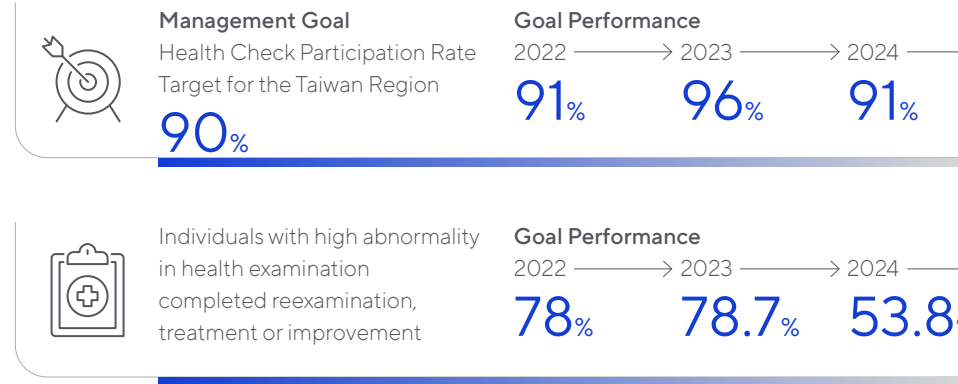 Management Goal
Health Check Participation Rate
Target for the Taiwan Region
90%
Goal Performance
2022 → 2023 → 2024
91% 96% 91%
Individuals with high abnormality
in health examination
completed reexamination,
treatment or improvement
Goal Performance
2022 → 2023 → 2024
78% 78.7% 53.8